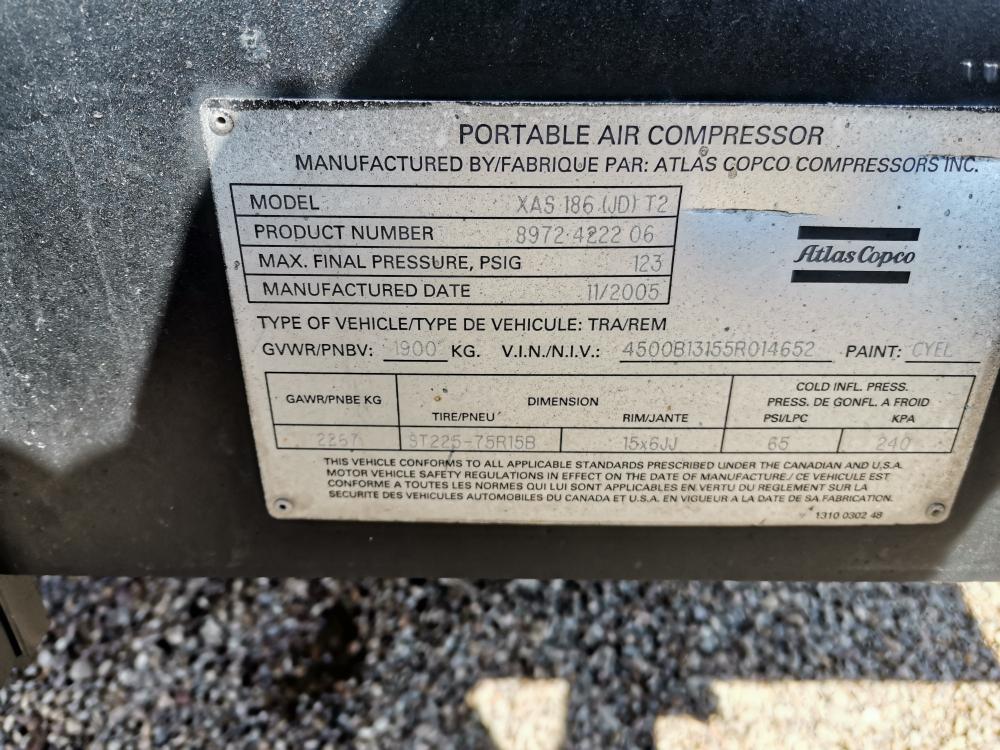 PORTABLE AIR COMPRESSOR
MANUFACTURED BY/FABRIQUE PAR: ATLAS COPCO COMPRESSORS INC.
MODEL XAS 186 (JD) T2
PRODUCT NUMBER 8972 4222 06
MAX. FINAL PRESSURE, PSIG 123
MANUFACTURED DATE 11/2005
Atlas Copco
TYPE OF VEHICLE/TYPE DE VEHICULE: TRA/REM
GVWR/PNBV: 1900 KG. V.I.N./N.I.V.: 4500B13155R014652 PAINT: CYEL
GAWR/PNBE KG DIMENSION COLD INFL. PRESS.
PRESS. DE GONFL. A FROID
TIRE/PNEU RIM/JANTE PSI/LPC KPA
2267 ST225-75R15B 15x6JJ 65 240
THIS VEHICLE CONFORMS TO ALL APPLICABLE STANDARDS PRESCRIBED UNDER THE CANADIAN AND U.S.A.
MOTOR VEHICLE SAFETY REGULATIONS IN EFFECT ON THE DATE OF MANUFACTURE./ CE VEHICULE EST
CONFORME A TOUTES LES NORMES QUI LUI SONT APPLICABLES EN VERTU DU REGLEMENT SUR LA
SECURITE DES VEHICULES AUTOMOBILES DU CANADA ET U.S.A. EN VIGUEUR A LA DATE DE SA FABRICATION.
1310 0302 48